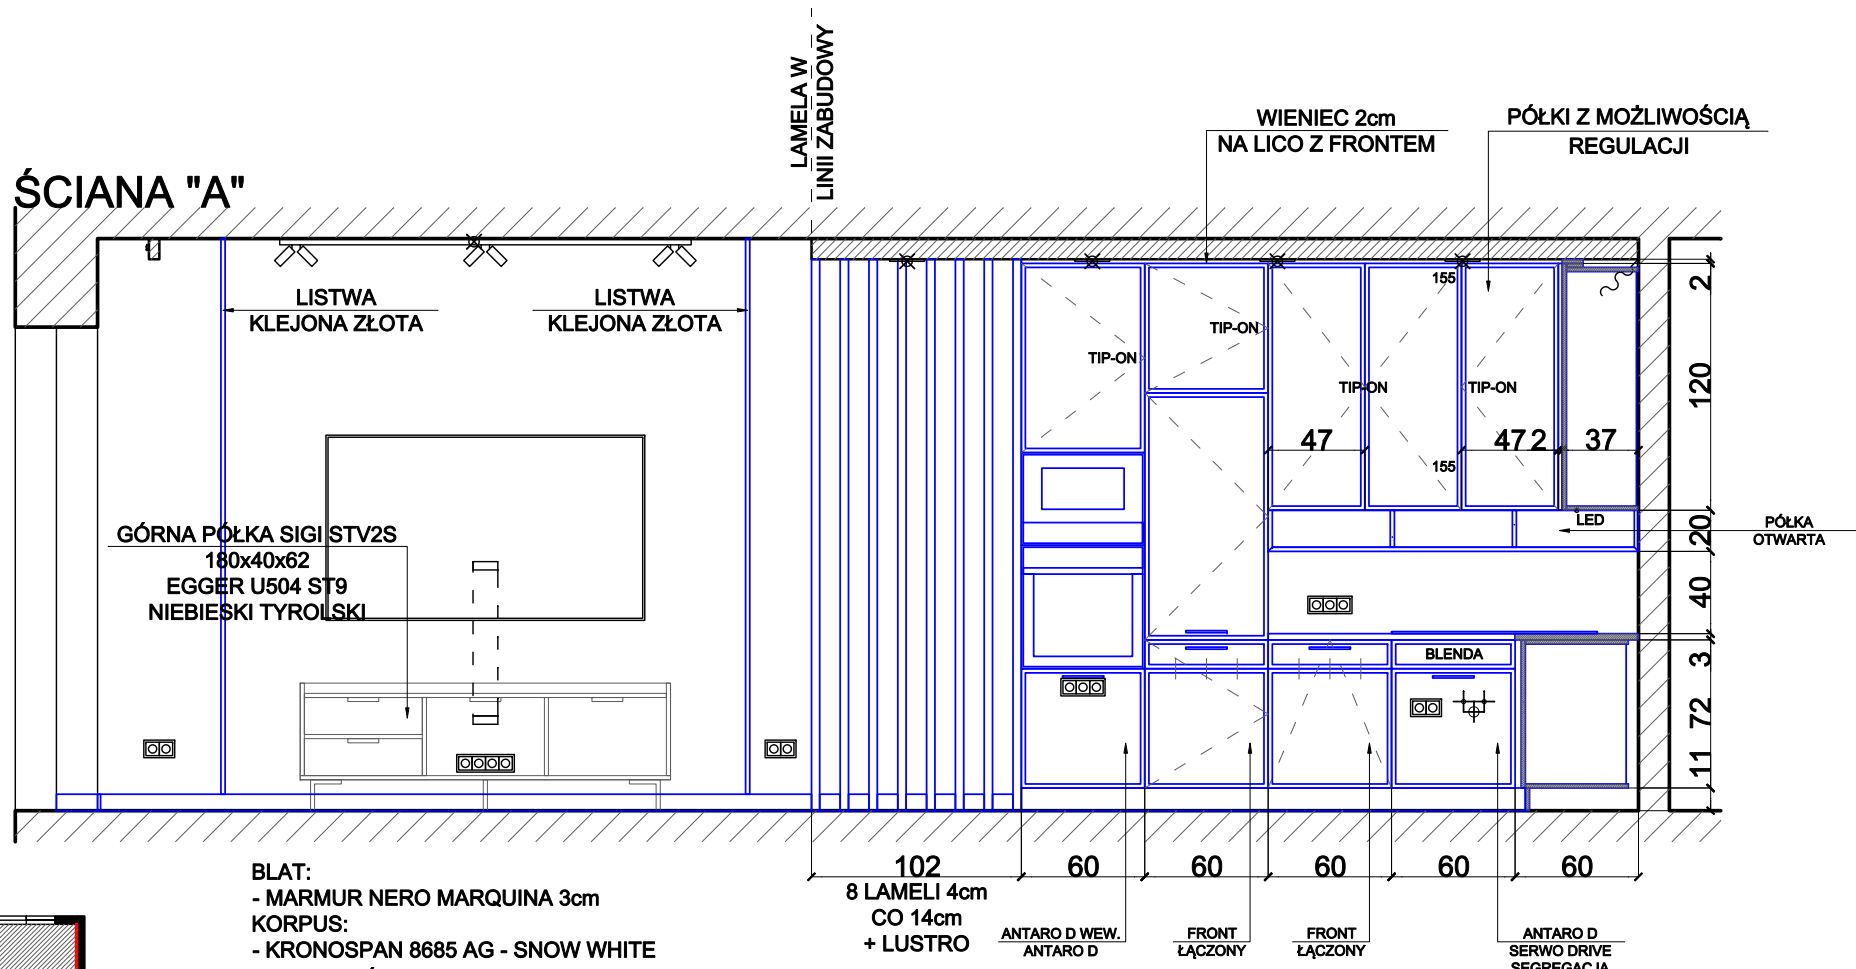 LAMELA W
LINII ZABUDOWY
WIENIEC 2cm
NA LICO Z FRONTEM
PÓŁKI Z MOŻLIWOŚCIĄ
REGULACJI
ŚCIANA "A"
LISTWA
KLEJONA ZŁOTA
LISTWA
KLEJONA ZŁOTA
155
2
TIP-ON
TIP-ON
TIP-ON
TIP-ON
120
47
47
2
37
155
GÓRNA PÓŁKA SIGI STV2S
180x40x62
EGGER U504 ST9
NIEBIESKI TYROLSKI
LED
20
PÓŁKA
OTWARTA
40
BLENDA
3
72
11
102
60
60
60
60
60
8 LAMELI 4cm
CO 14cm
+ LUSTRO
BLAT:
- MARMUR NERO MARQUINA 3cm
KORPUS:
- KRONOSPAN 8685 AG - SNOW WHITE
ANTARO D WEW.
ANTARO D
FRONT
ŁĄCZONY
FRONT
ŁĄCZONY
ANTARO D
SERWO DRIVE
SEGREGACJA